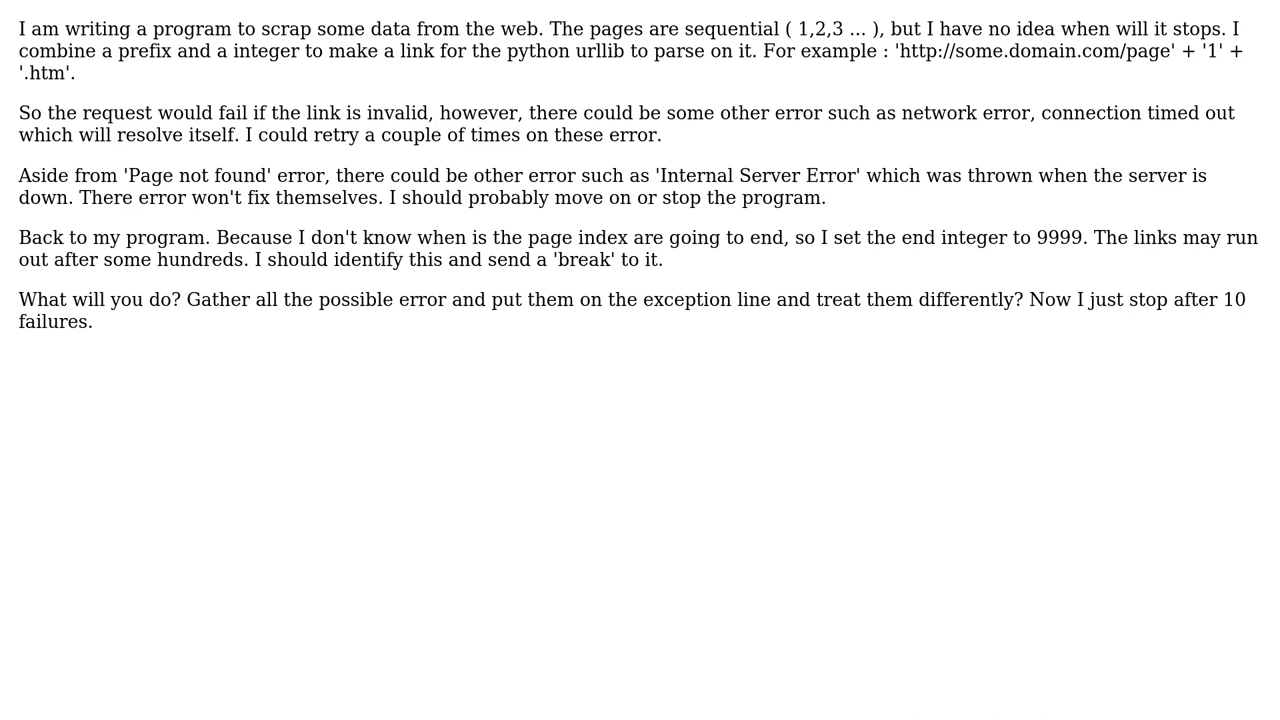 I am writing a program to scrap some data from the web. The pages are sequential ( 1,2,3 ... ), but I have no idea when will it stops. I
combine a prefix and a integer to make a link for the python urllib to parse on it. For example : 'http://some.domain.com/page' + '1' +
'.htm'.
So the request would fail if the link is invalid, however, there could be some other error such as network error, connection timed out
which will resolve itself. I could retry a couple of times on these error.
Aside from 'Page not found' error, there could be other error such as 'Internal Server Error' which was thrown when the server is
down. There error won't fix themselves. I should probably move on or stop the program.
Back to my program. Because I don't know when is the page index are going to end, so I set the end integer to 9999. The links may run
out after some hundreds. I should identify this and send a 'break' to it.
What will you do? Gather all the possible error and put them on the exception line and treat them differently? Now I just stop after 10
failures.